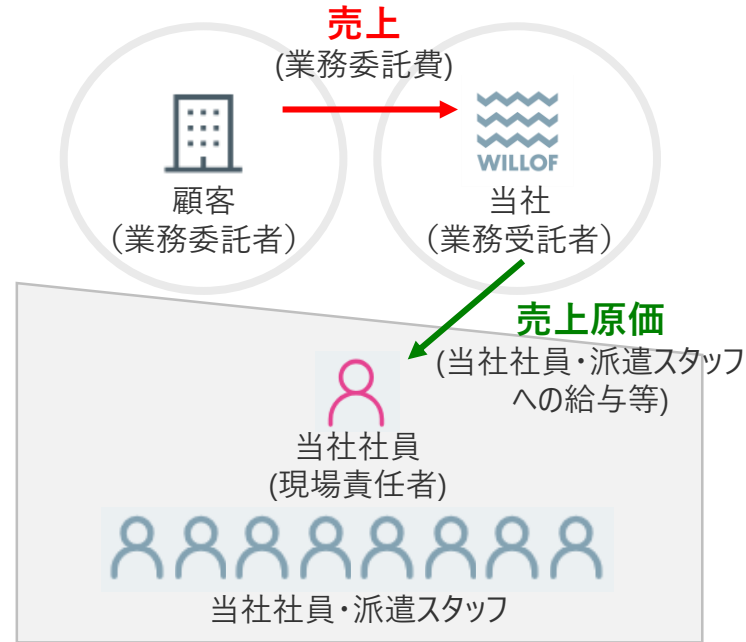 売上
(業務委託費)
WILLOF
顧客
（業務委託者）
当社
（業務受託者）
売上原価
(当社社員・派遣スタッフ
への給与等)
当社社員
(現場責任者)
当社社員・派遣スタッフ